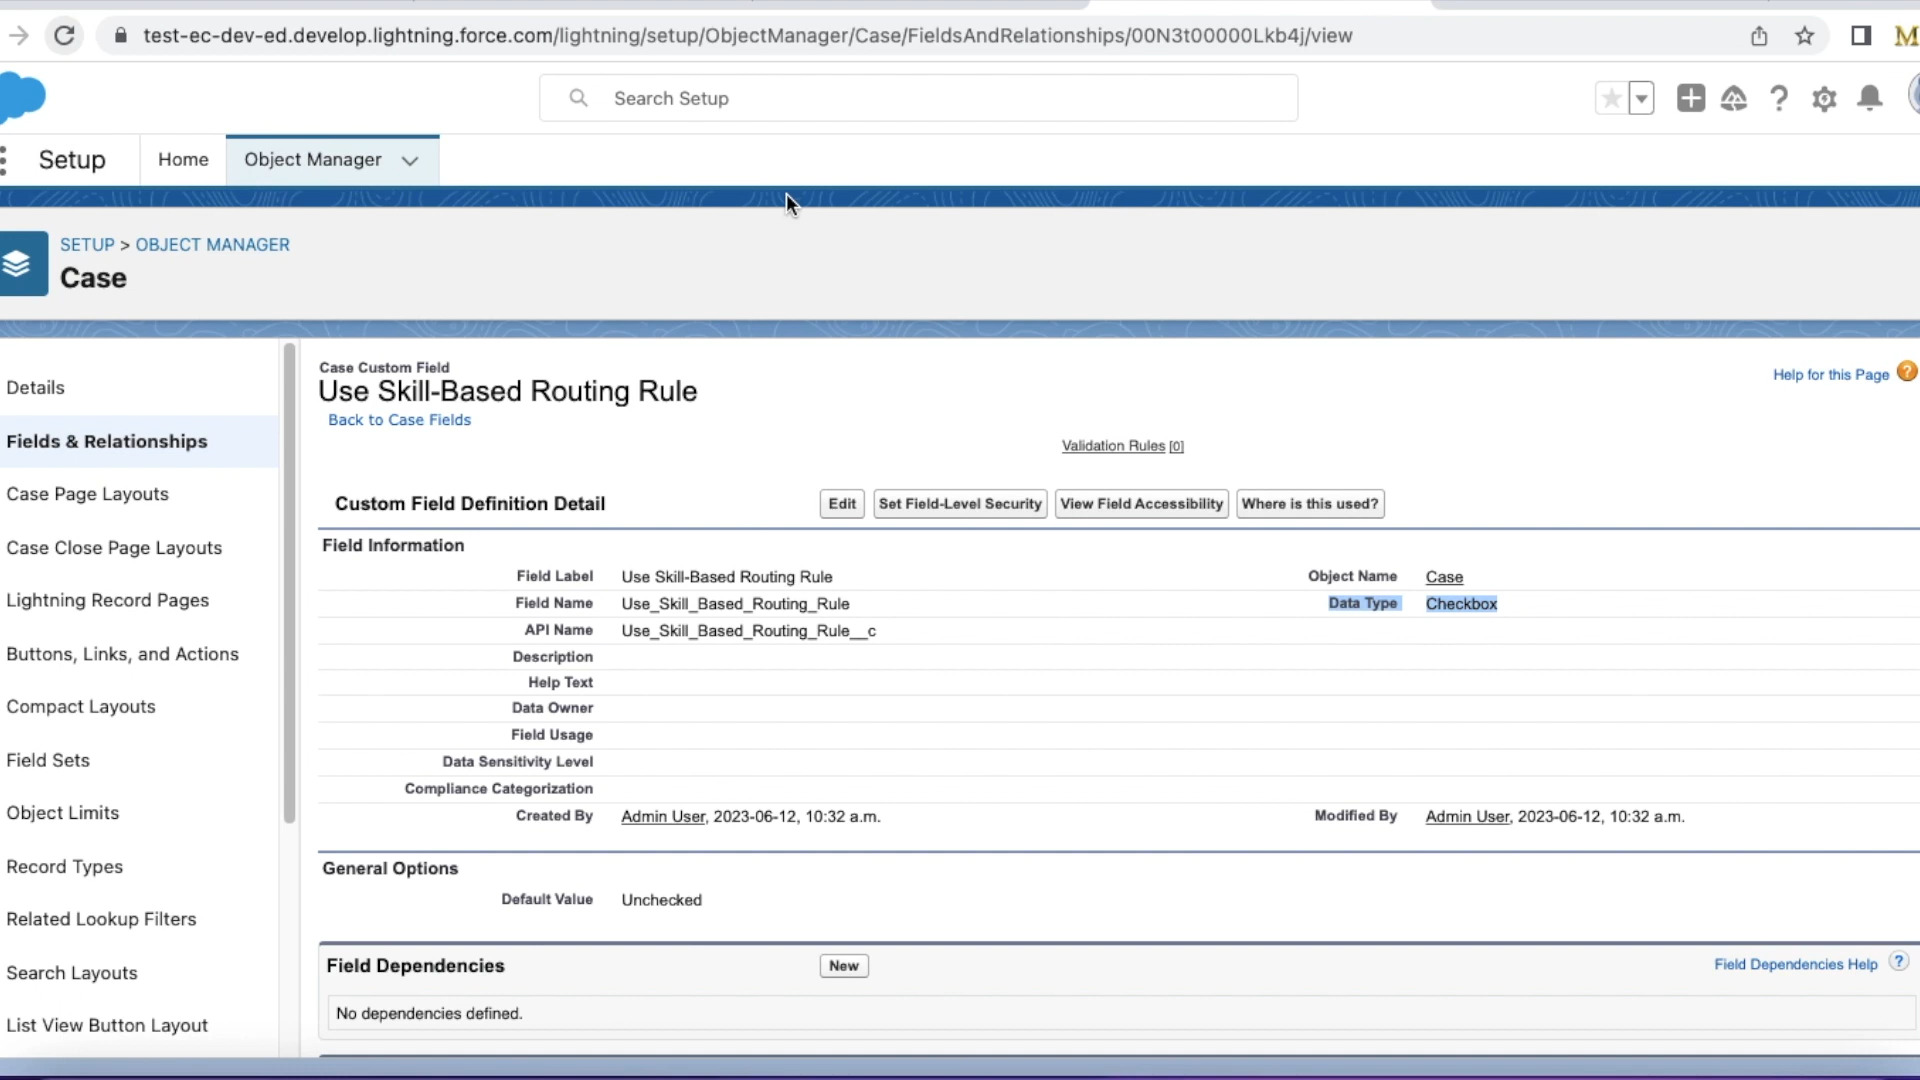 test-ec-dev-ed.develop.lightning.force.com/lightning/setup/ObjectManager/Case/FieldsAndRelationships/00N3t00000Lkb4j/view
M
Search Setup
Setup
Home
Object Manager
SETUP > OBJECT MANAGER
Case
Details
Fields & Relationships
Case Page Layouts
Case Close Page Layouts
Lightning Record Pages
Buttons, Links, and Actions
Compact Layouts
Field Sets
Object Limits
Record Types
Related Lookup Filters
Search Layouts
List View Button Layout
Case Custom Field
Use Skill-Based Routing Rule
Back to Case Fields
Help for this Page ?
Validation Rules [0]
Custom Field Definition Detail Edit Set Field-Level Security View Field Accessibility Where is this used?
Field Information
Field Label Use Skill-Based Routing Rule Object Name Case
Field Name Use_Skill_Based_Routing_Rule Data Type Checkbox
API Name Use_Skill_Based_Routing_Rule__c
Description
Help Text
Data Owner
Field Usage
Data Sensitivity Level
Compliance Categorization
Created By Admin User, 2023-06-12, 10:32 a.m. Modified By Admin User, 2023-06-12, 10:32 a.m.
General Options
Default Value Unchecked
Field Dependencies New Field Dependencies Help ?
No dependencies defined.